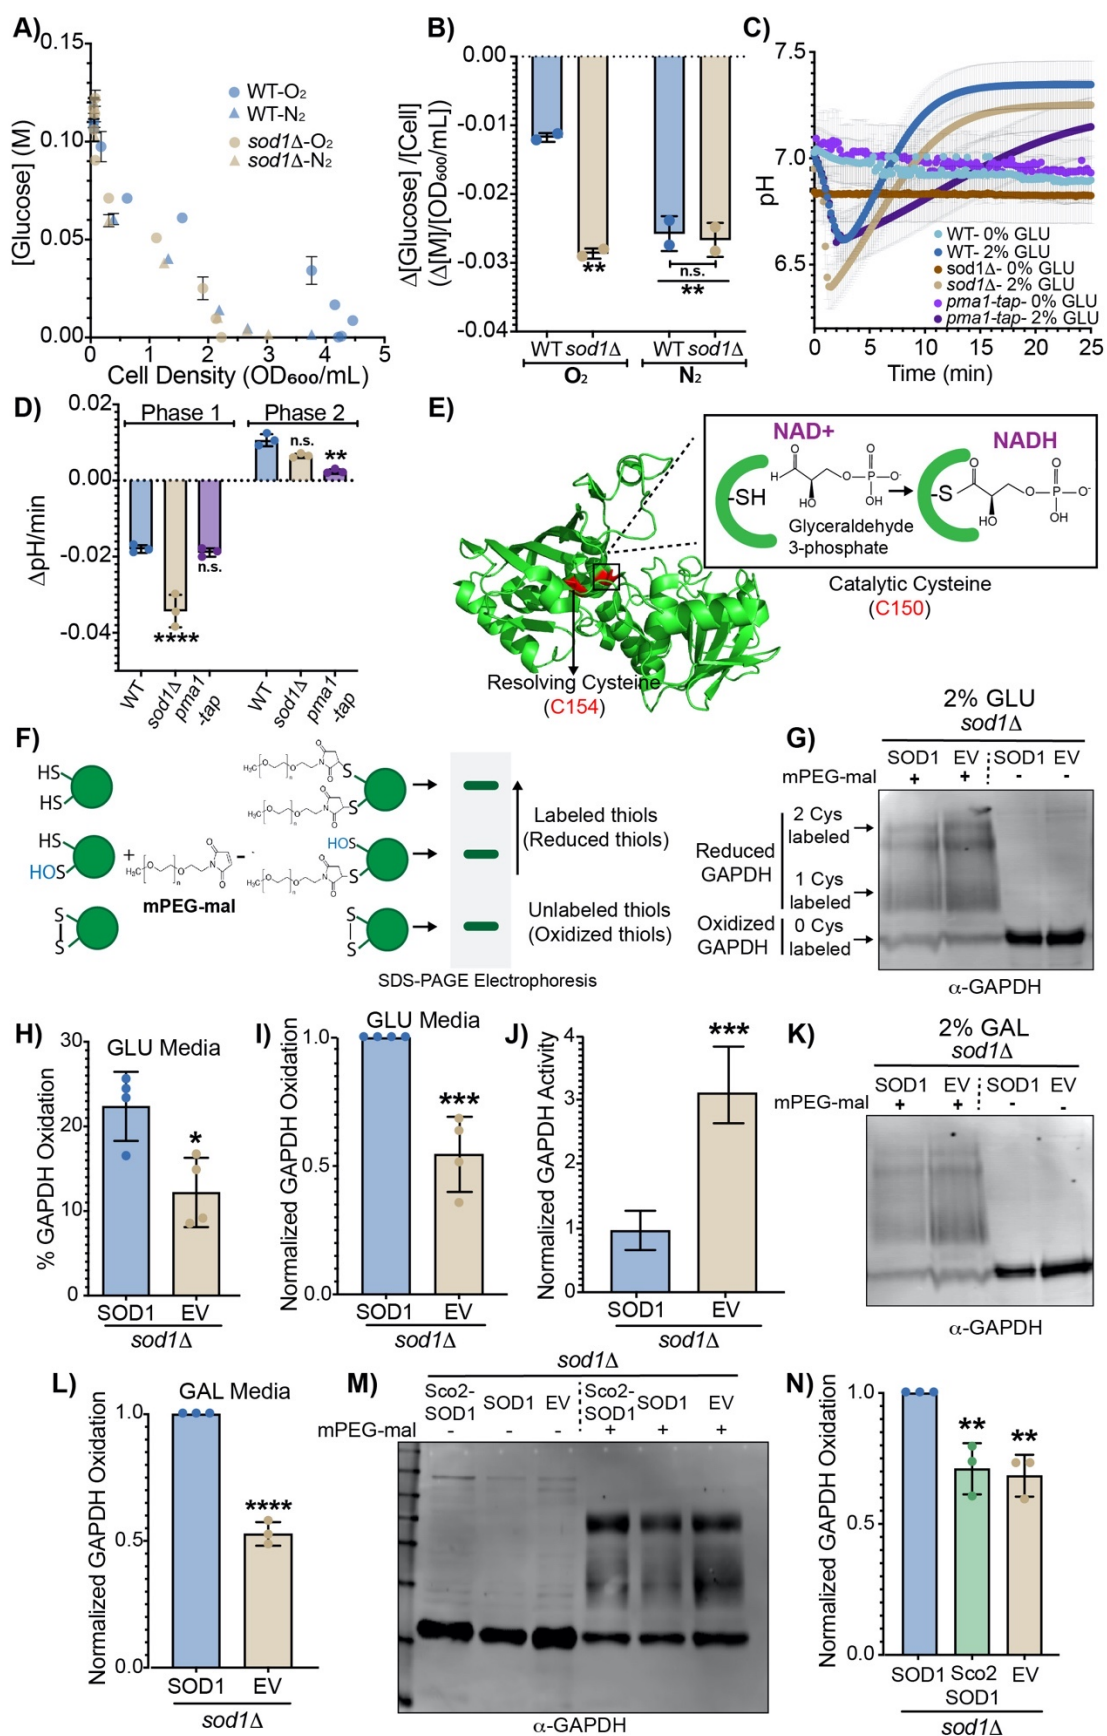 A)
0.15
0.10
0.05
0.00
[Glucose] (M)
0 1 2 3 4 5
Cell Density (OD600/mL)
WT-O2
WT-N2
sod1Δ-O2
sod1Δ-N2
B)
0.00
-0.01
-0.02
-0.03
-0.04
Δ[Glucose] /[Cell]
(Δ[M]/[OD600/mL])
**
n.s.
**
WT sod1Δ WT sod1Δ
O2 N2
C)
7.5
7.0
6.5
pH
0 5 10 15 20 25
Time (min)
WT- 0% GLU
WT- 2% GLU
sod1Δ- 0% GLU
sod1Δ- 2% GLU
pma1-tap- 0% GLU
pma1-tap- 2% GLU
D)
0.02
0.00
-0.02
-0.04
ΔpH/min
Phase 1 Phase 2
n.s.
**
n.s.
****
WT sod1Δ pma1-tap WT sod1Δ pma1-tap
E)
NAD+
NADH
-SH
H
O
HO
O
P
O
O-
OH
-S
O
HO
O
P
O
O-
OH
Glyceraldehyde
3-phosphate
Catalytic Cysteine
(C150)
Resolving Cysteine
(C154)
F)
HS
HS
HS
HOS
S
S
+
H3C
O
O
n
N
O
O
mPEG-mal
H3C
O
O
n
N
O
O
S
H3C
O
O
n
N
O
O
S
HOS
H3C
O
O
n
N
O
O
S
S
S
Labeled thiols
(Reduced thiols)
Unlabeled thiols
(Oxidized thiols)
SDS-PAGE Electrophoresis
G)
2% GLU
sod1Δ
SOD1 EV SOD1 EV
mPEG-mal + + - -
Reduced
GAPDH
2 Cys
labeled
1 Cys
labeled
Oxidized
GAPDH
0 Cys
labeled
α-GAPDH
H)
GLU Media
30
20
10
0
% GAPDH Oxidation
*
SOD1 EV
sod1Δ
I)
GLU Media
1.0
0.5
0.0
Normalized GAPDH Oxidation
***
SOD1 EV
sod1Δ
J)
4
3
2
1
0
Normalized GAPDH Activity
***
SOD1 EV
sod1Δ
K)
2% GAL
sod1Δ
SOD1 EV SOD1 EV
mPEG-mal + + - -
α-GAPDH
L)
GAL Media
1.0
0.5
0.0
Normalized GAPDH Oxidation
****
SOD1 EV
sod1Δ
M)
sod1Δ
Sco2-SOD1 SOD1 EV Sco2-SOD1 SOD1 EV
mPEG-mal - - - + + +
α-GAPDH
N)
1.0
0.5
0.0
Normalized GAPDH Oxidation
**
**
SOD1 Sco2 EV
SOD1
sod1Δ